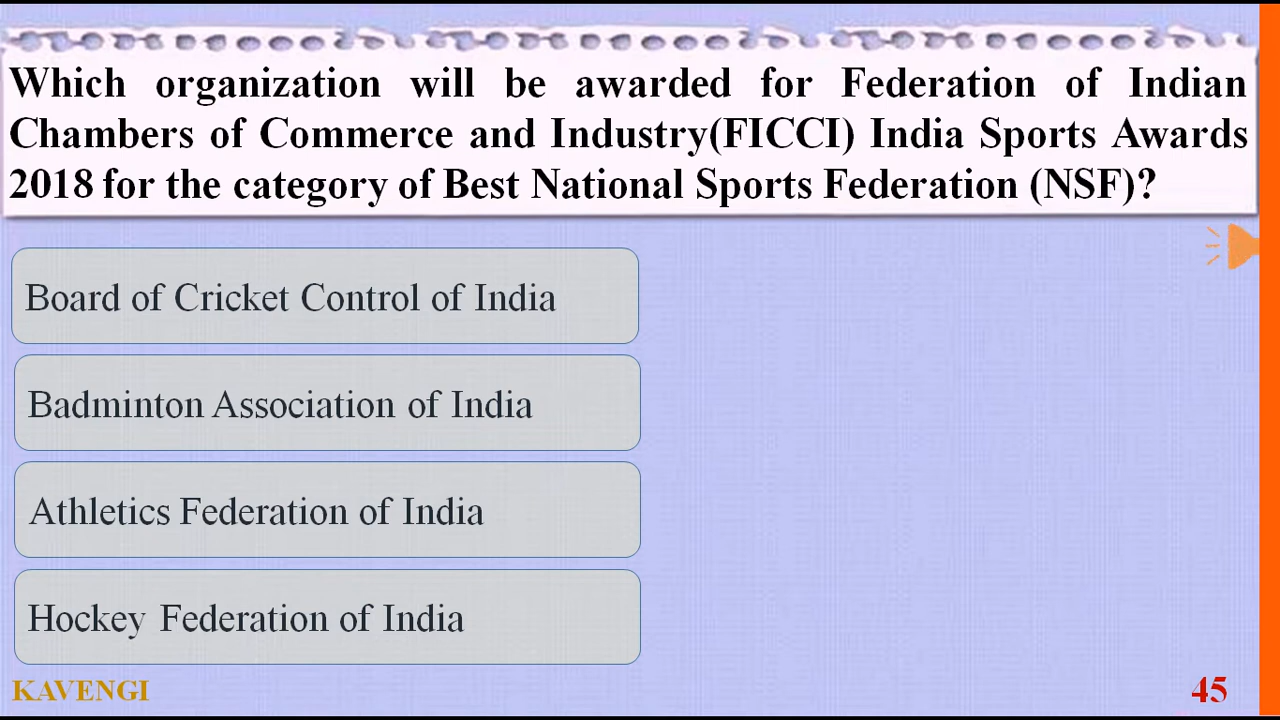 Which organization will be awarded for Federation of Indian
Chambers of Commerce and Industry(FICCI) India Sports Awards
2018 for the category of Best National Sports Federation (NSF)?
Board of Cricket Control of India
Badminton Association of India
Athletics Federation of India
Hockey Federation of India
KAVENGI
45